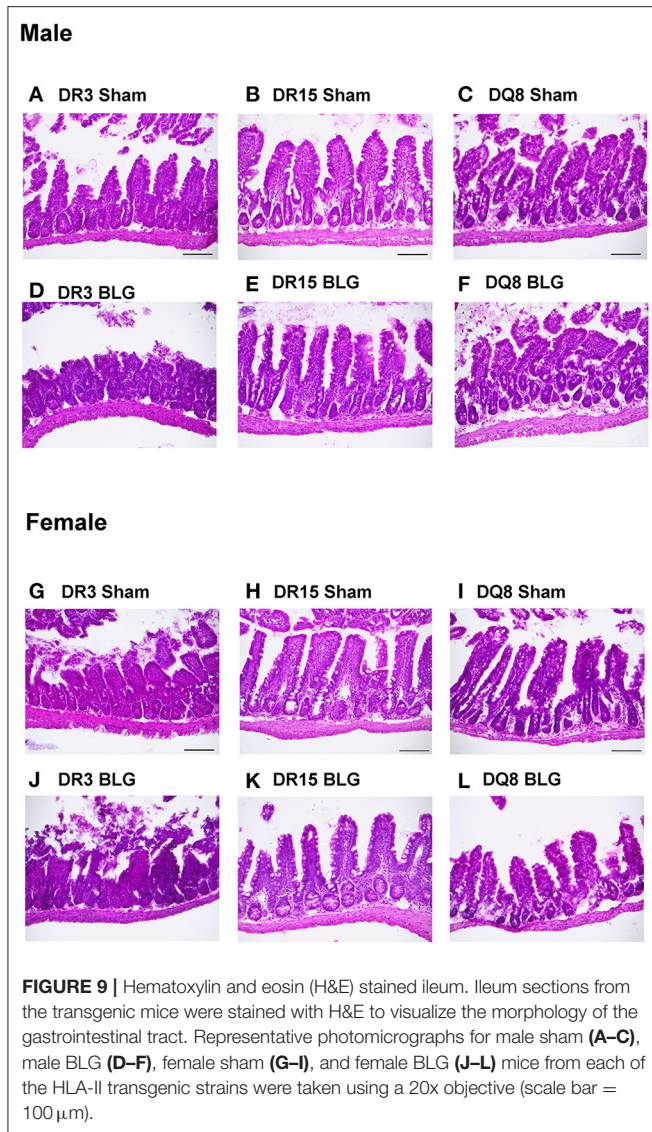 Male
A DR3 Sham
B DR15 Sham
C DQ8 Sham
D DR3 BLG
E DR15 BLG
F DQ8 BLG
Female
G DR3 Sham
H DR15 Sham
I DQ8 Sham
J DR3 BLG
K DR15 BLG
L DQ8 BLG
FIGURE 9 | Hematoxylin and eosin (H&E) stained ileum. Ileum sections from
the transgenic mice were stained with H&E to visualize the morphology of the
gastrointestinal tract. Representative photomicrographs for male sham (A–C),
male BLG (D–F), female sham (G–I), and female BLG (J–L) mice from each of
the HLA-II transgenic strains were taken using a 20x objective (scale bar =
100 μm).